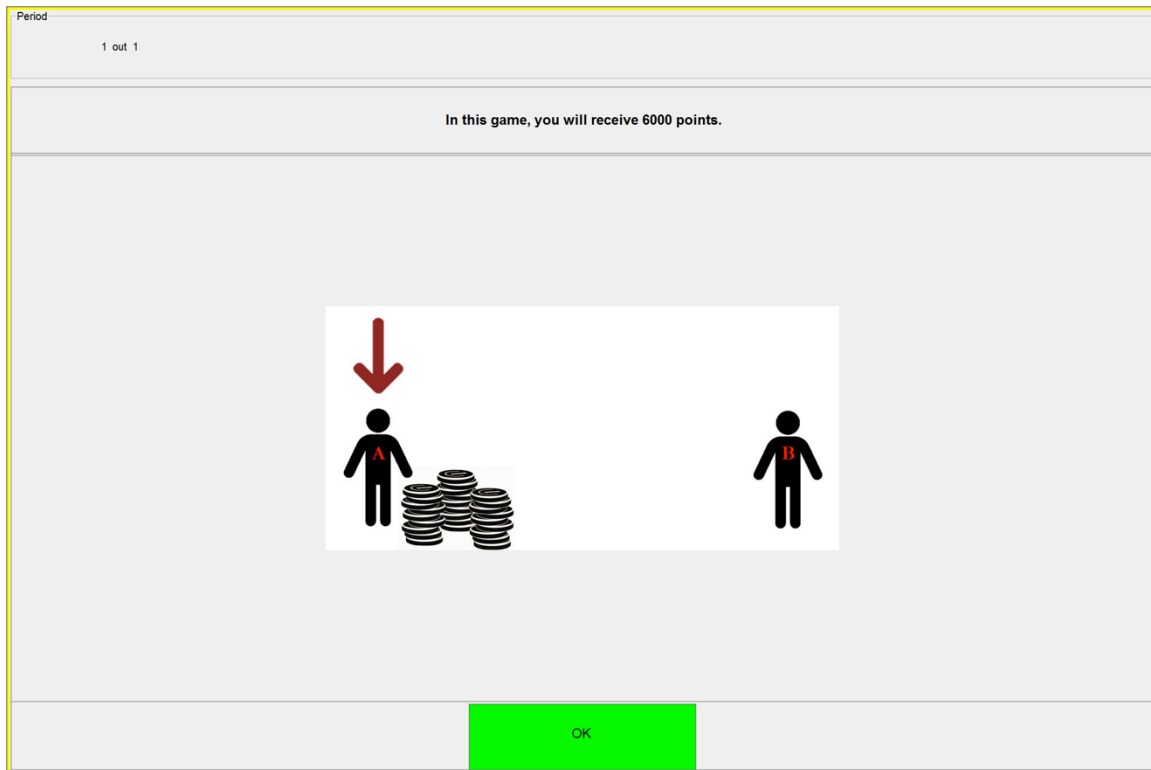 Period
1 out 1
In this game, you will receive 6000 points.
A
B
OK